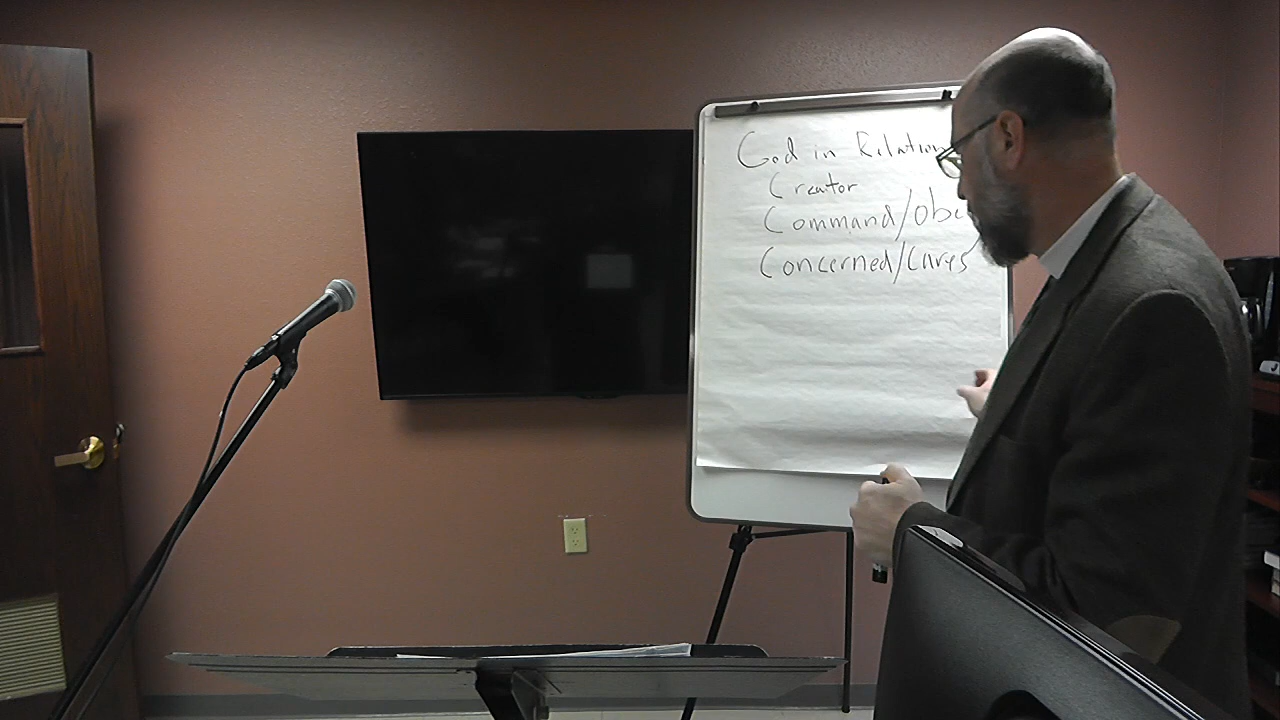 God in Relation
Creator
Command/Obe
Concerned/Cares